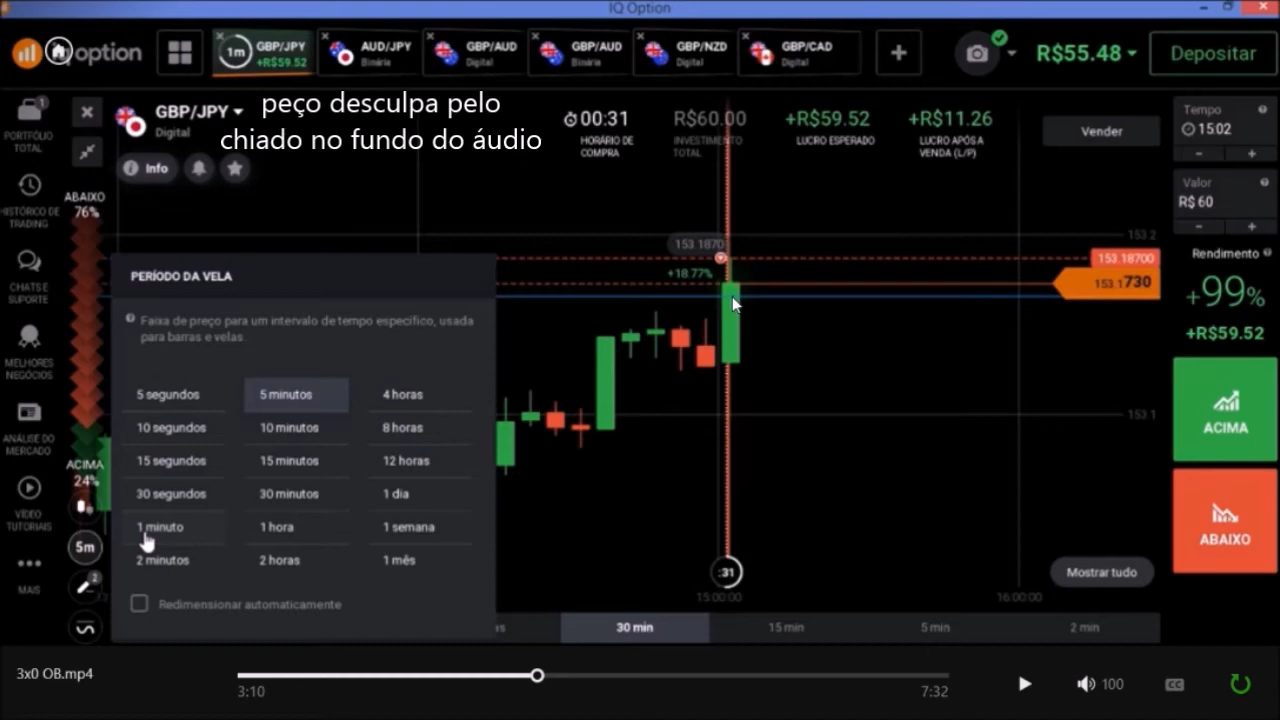 IQ Option
option
1m
GBP/JPY
+R$59.52
AUD/JPY
Binária
GBP/AUD
Digital
GBP/AUD
Binária
GBP/NZD
Digital
GBP/CAD
Digital
+
R$55.48
Depositar
1
PORTFÓLIO
TOTAL
HISTÓRICO DE
TRADING
CHATS E
SUPORTE
MELHORES
NEGÓCIOS
ANÁLISE DO
MERCADO
VÍDEO
TUTORIAIS
MAIS
GBP/JPY
Digital
Info
peço desculpa pelo
chiado no fundo do áudio
00:31
HORÁRIO DE
COMPRA
R$60.00
INVESTIMENTO
TOTAL
+R$59.52
LUCRO ESPERADO
+R$11.26
LUCRO APÓS A
VENDA (L/P)
Vender
ABAIXO
76%
ACIMA
24%
5m
2
PERÍODO DA VELA
Faixa de preço para um intervalo de tempo específico, usada
para barras e velas.
5 segundos
5 minutos
4 horas
10 segundos
10 minutos
8 horas
15 segundos
15 minutos
12 horas
30 segundos
30 minutos
1 dia
1 minuto
1 hora
1 semana
2 minutos
2 horas
1 mês
Redimensionar automaticamente
153.1870
+18.77%
153.2
153.18700
153.1730
153.1
:31
15:00:00
16:00:00
Mostrar tudo
30 min
15 min
5 min
2 min
Tempo
15:02
- +
Valor
R$ 60
- +
Rendimento
+99%
+R$59.52
ACIMA
ABAIXO
3x0 OB.mp4
3:10
7:32
100
CC